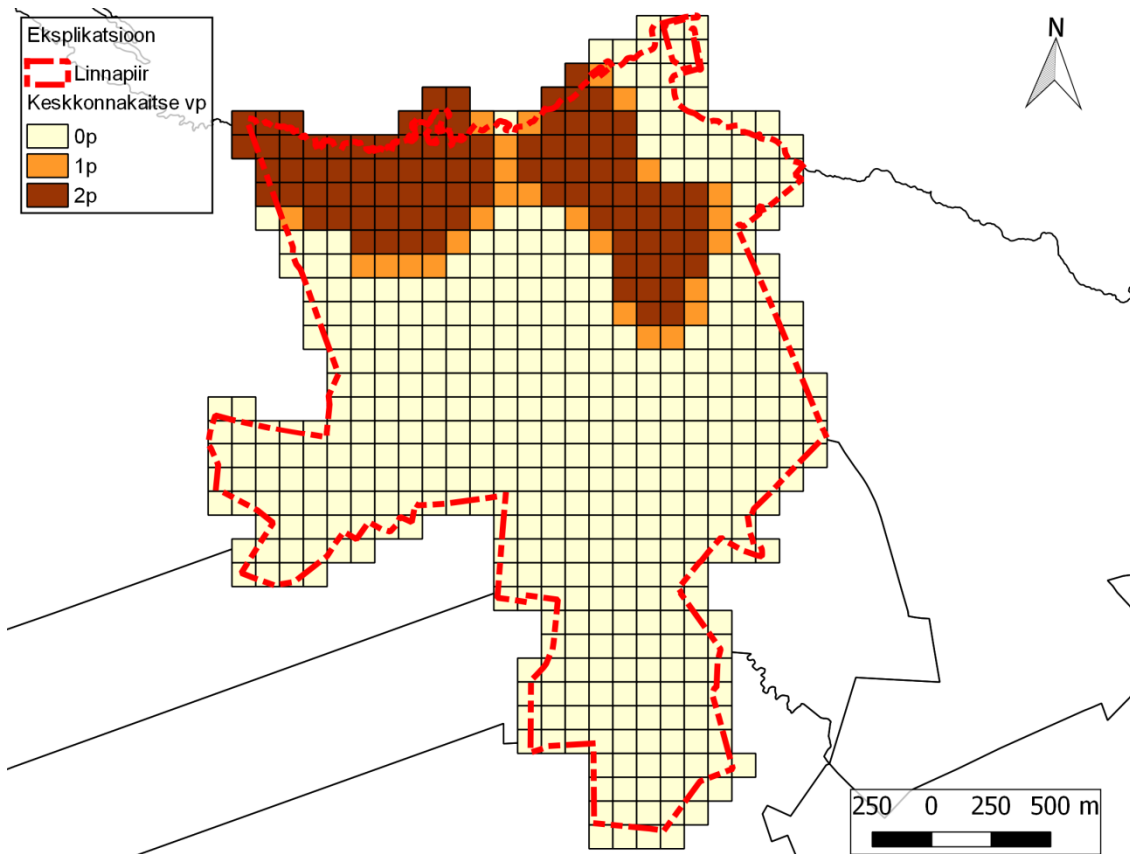 Eksplikatsioon
Linnapiir
Keskkonnakaitse vp
0p
1p
2p
N
250 0 250 500 m